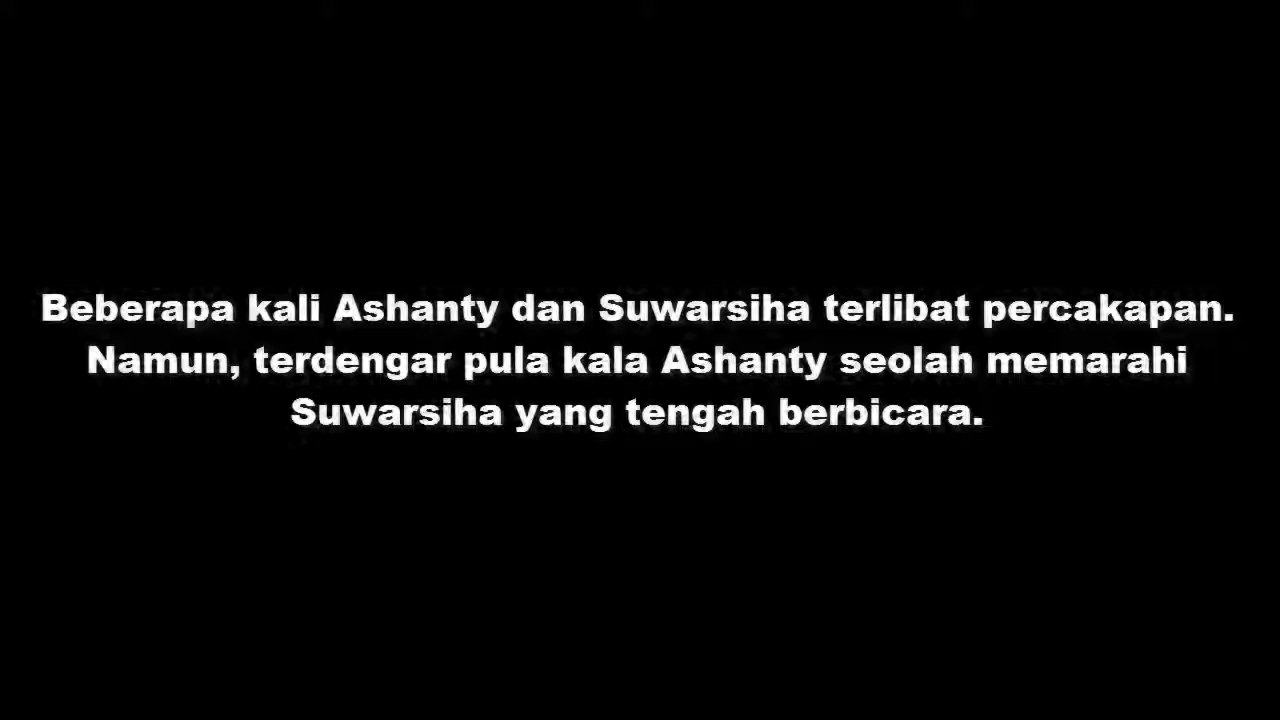 Beberapa kali Ashanty dan Suwarsiha terlibat percakapan.
Namun, terdengar pula kala Ashanty seolah memarahi
Suwarsiha yang tengah berbicara.